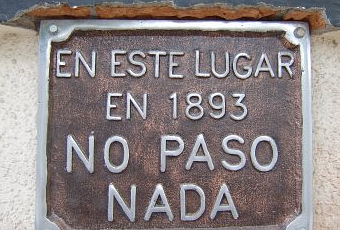 EN ESTE LUGAR
EN 1893
NO PASO
NADA